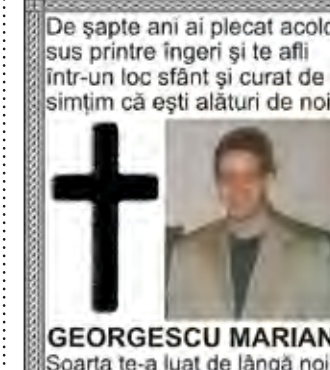 De şapte ani ai plecat acolo
sus printre îngeri şi te afli
într-un loc sfânt şi curat de
simţim că eşti alături de noi
GEORGESCU MARIAN
Soarta te-a luat de lângă noi